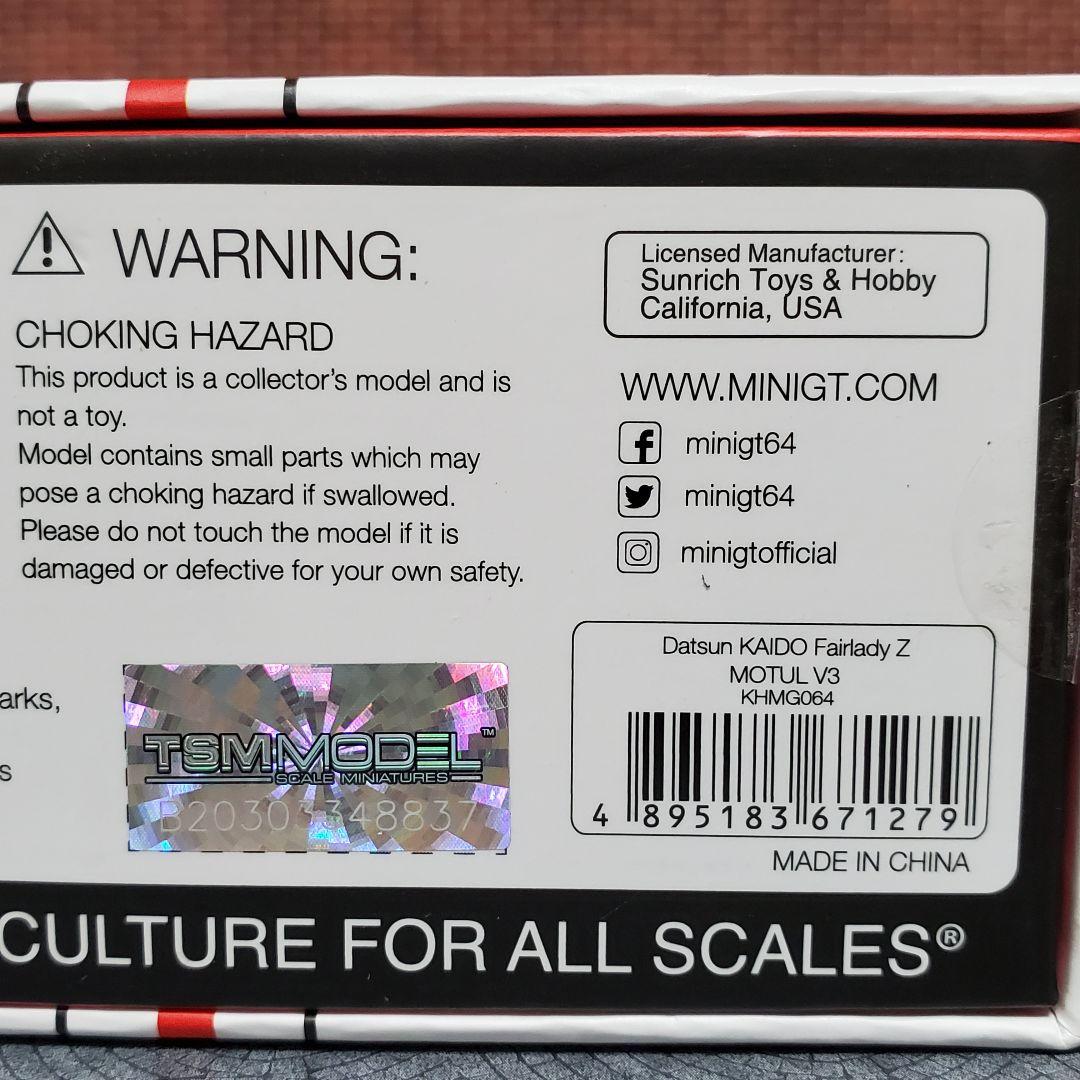 WARNING:
CHOKING HAZARD
This product is a collector's model and is
not a toy.
Model contains small parts which may
pose a choking hazard if swallowed.
Please do not touch the model if it is
damaged or defective for your own safety.
Licensed Manufacturer:
Sunrich Toys & Hobby
California, USA
WWW.MINIGT.COM
minigt64
minigt64
minigtofficial
arks,
s
TSM MODEL™
SCALE MINIATURES
B20303348837
Datsun KAIDO Fairlady Z
MOTUL V3
KHMG064
4 895183 671279
MADE IN CHINA
CULTURE FOR ALL SCALES®